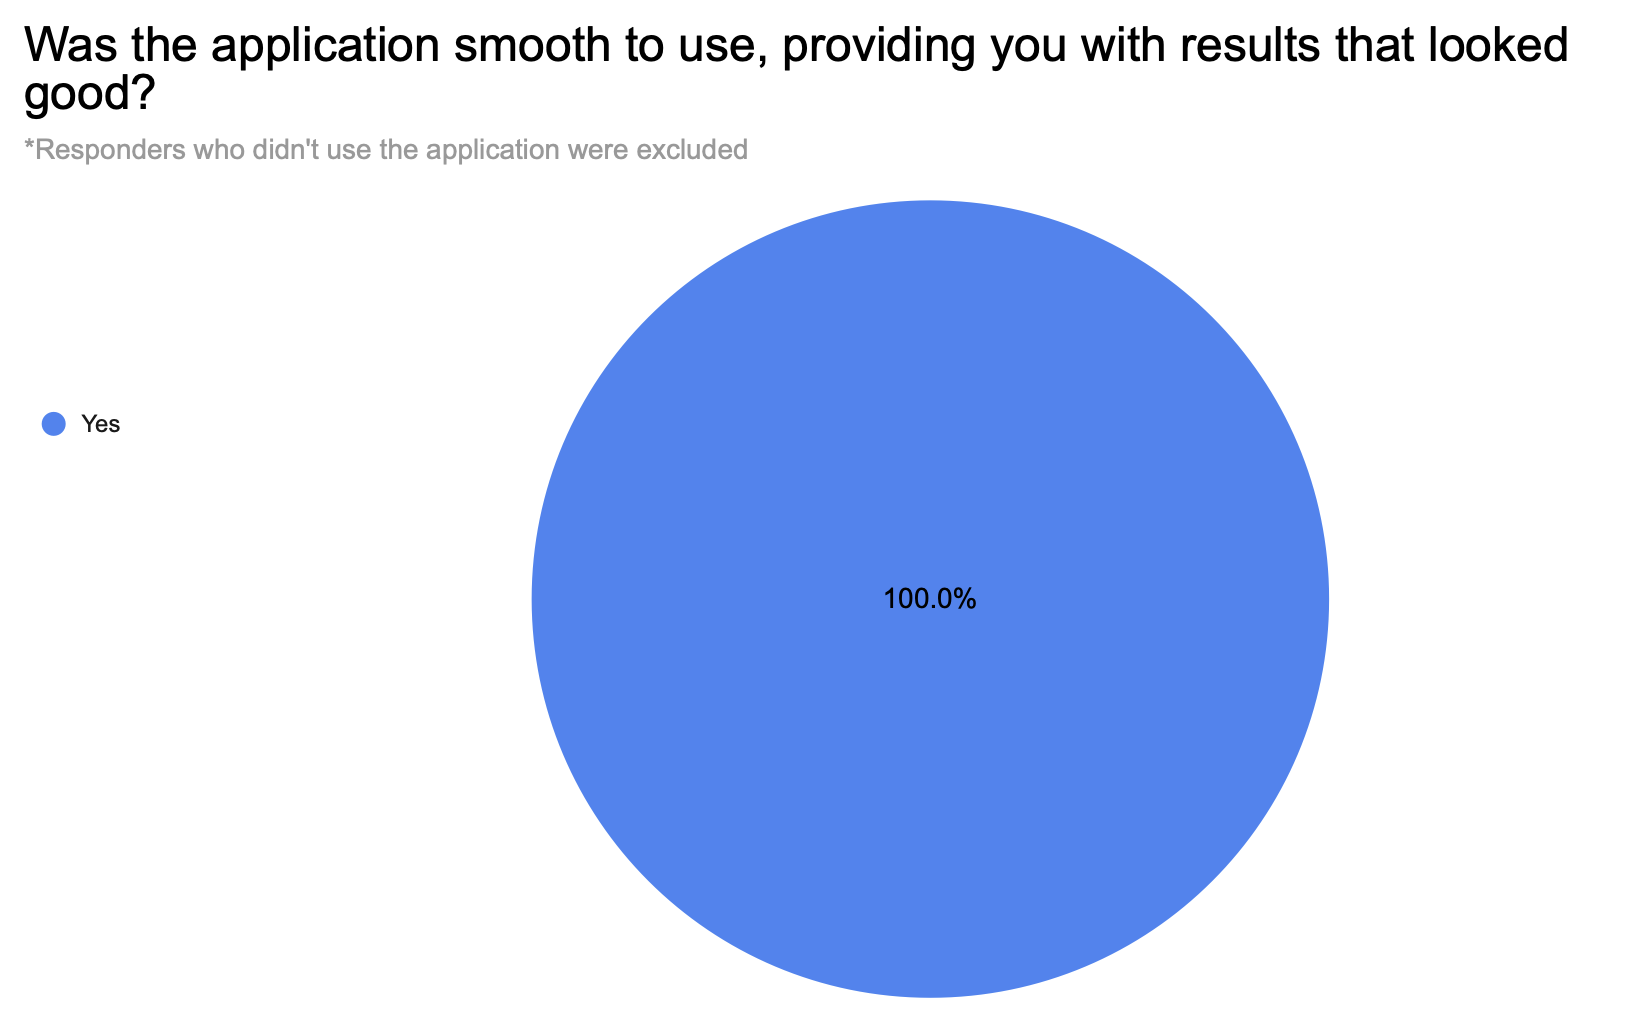 Was the application smooth to use, providing you with results that looked
good?
*Responders who didn't use the application were excluded
Yes
100.0%